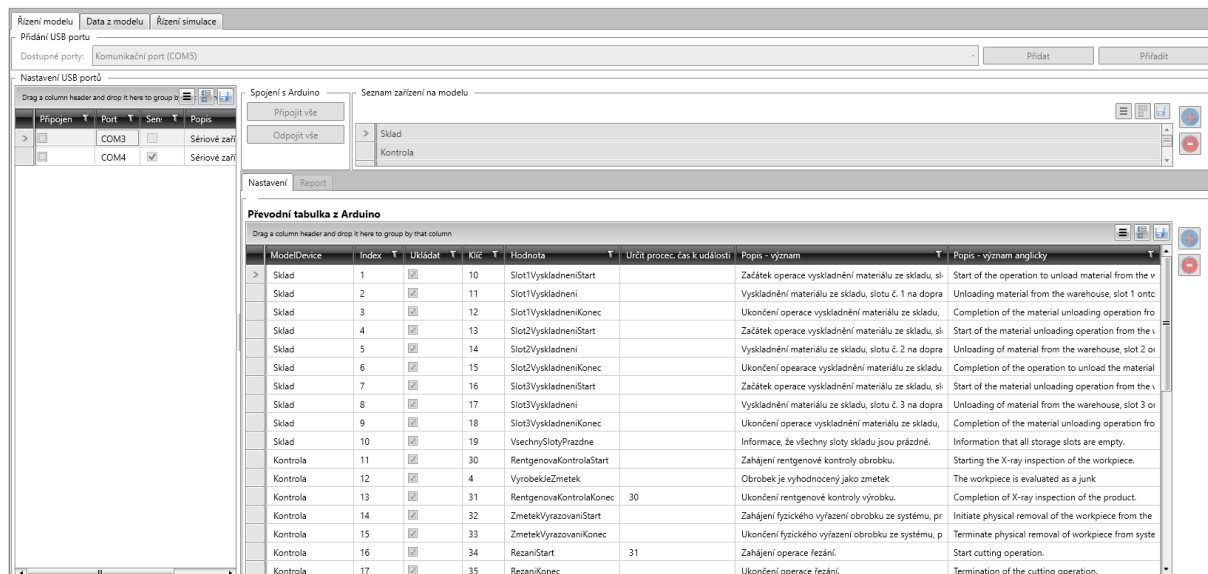 Řízení modelu Data z modelu Řízení simulace
Přidání USB portu
Dostupné porty: Komunikační port (COM5) Přidat Přiřadit
Nastavení USB portů
Drag a column header and drop it here to group b
Připojen Port Sen: Popis
COM3 Sériové zaří
COM4 Sériové zaří
Spojení s Arduino
Připojit vše
Odpojit vše
Seznam zařízení na modelu
Sklad
Kontrola
Nastavení Report
Převodní tabulka z Arduino
Drag a column header and drop it here to group by that column
ModelDevice Index Ukládat Klíč Hodnota Určit procec. čas k události Popis - význam Popis - význam anglicky
Sklad 1 10 Slot1VyskladneniStart Začátek operace vyskladnění materiálu ze skladu, sl Start of the operation to unload material from the w
Sklad 2 11 Slot1Vyskladneni Vyskladnění materiálu ze skladu, slotu č. 1 na dopra Unloading material from the warehouse, slot 1 onto
Sklad 3 12 Slot1VyskladneniKonec Ukončení operace vyskladnění materiálu ze skladu, Completion of the material unloading operation fro
Sklad 4 13 Slot2VyskladneniStart Začátek operace vyskladnění materiálu ze skladu, sl Start of the material unloading operation from the
Sklad 5 14 Slot2Vyskladneni Vyskladnění materiálu ze skladu, slotu č. 2 na dopra Unloading of material from the warehouse, slot 2 o
Sklad 6 15 Slot2VyskladneniKonec Ukončení opearace vyskladnění materiálu ze skladu Completion of the operation to unload the material
Sklad 7 16 Slot3VyskladneniStart Začátek operace vyskladnění materiálu ze skladu, sl Start of the material unloading operation from the
Sklad 8 17 Slot3Vyskladneni Vyskladnění materiálu ze skladu, slotu č. 3 na dopra Unloading of material from the warehouse, slot 3 o
Sklad 9 18 Slot3VyskladneniKonec Ukončení operace vyskladnění materiálu ze skladu, Completion of the material unloading operation fro
Sklad 10 19 VsechnySlotyPrazdne Informace, že všechny sloty skladu jsou prázdné. Information that all storage slots are empty.
Kontrola 11 30 RentgenovaKontrolaStart Zahájení rentgenové kontroly obrobku. Starting the X-ray inspection of the workpiece.
Kontrola 12 4 VyrobekJeZmetek Obrobek je vyhodnocený jako zmetek The workpiece is evaluated as a junk
Kontrola 13 31 RentgenovaKontrolaKonec 30 Ukončení rentgenové kontroly výrobku. Completion of X-ray inspection of the product.
Kontrola 14 32 ZmetekVyrazovaniStart Zahájení fyzického vyřazení obrobku ze systému, pr Initiate physical removal of the workpiece from the
Kontrola 15 33 ZmetekVyrazovaniKonec Ukončení fyzického vyřazení obrobku ze systému, p Terminate physical removal of workpiece from syste
Kontrola 16 34 RezaniStart 31 Zahájení operace řezání. Start cutting operation.
Kontrola 17 35 RezaniKonec Ukončení operace řezání. Termination of the cutting operation.